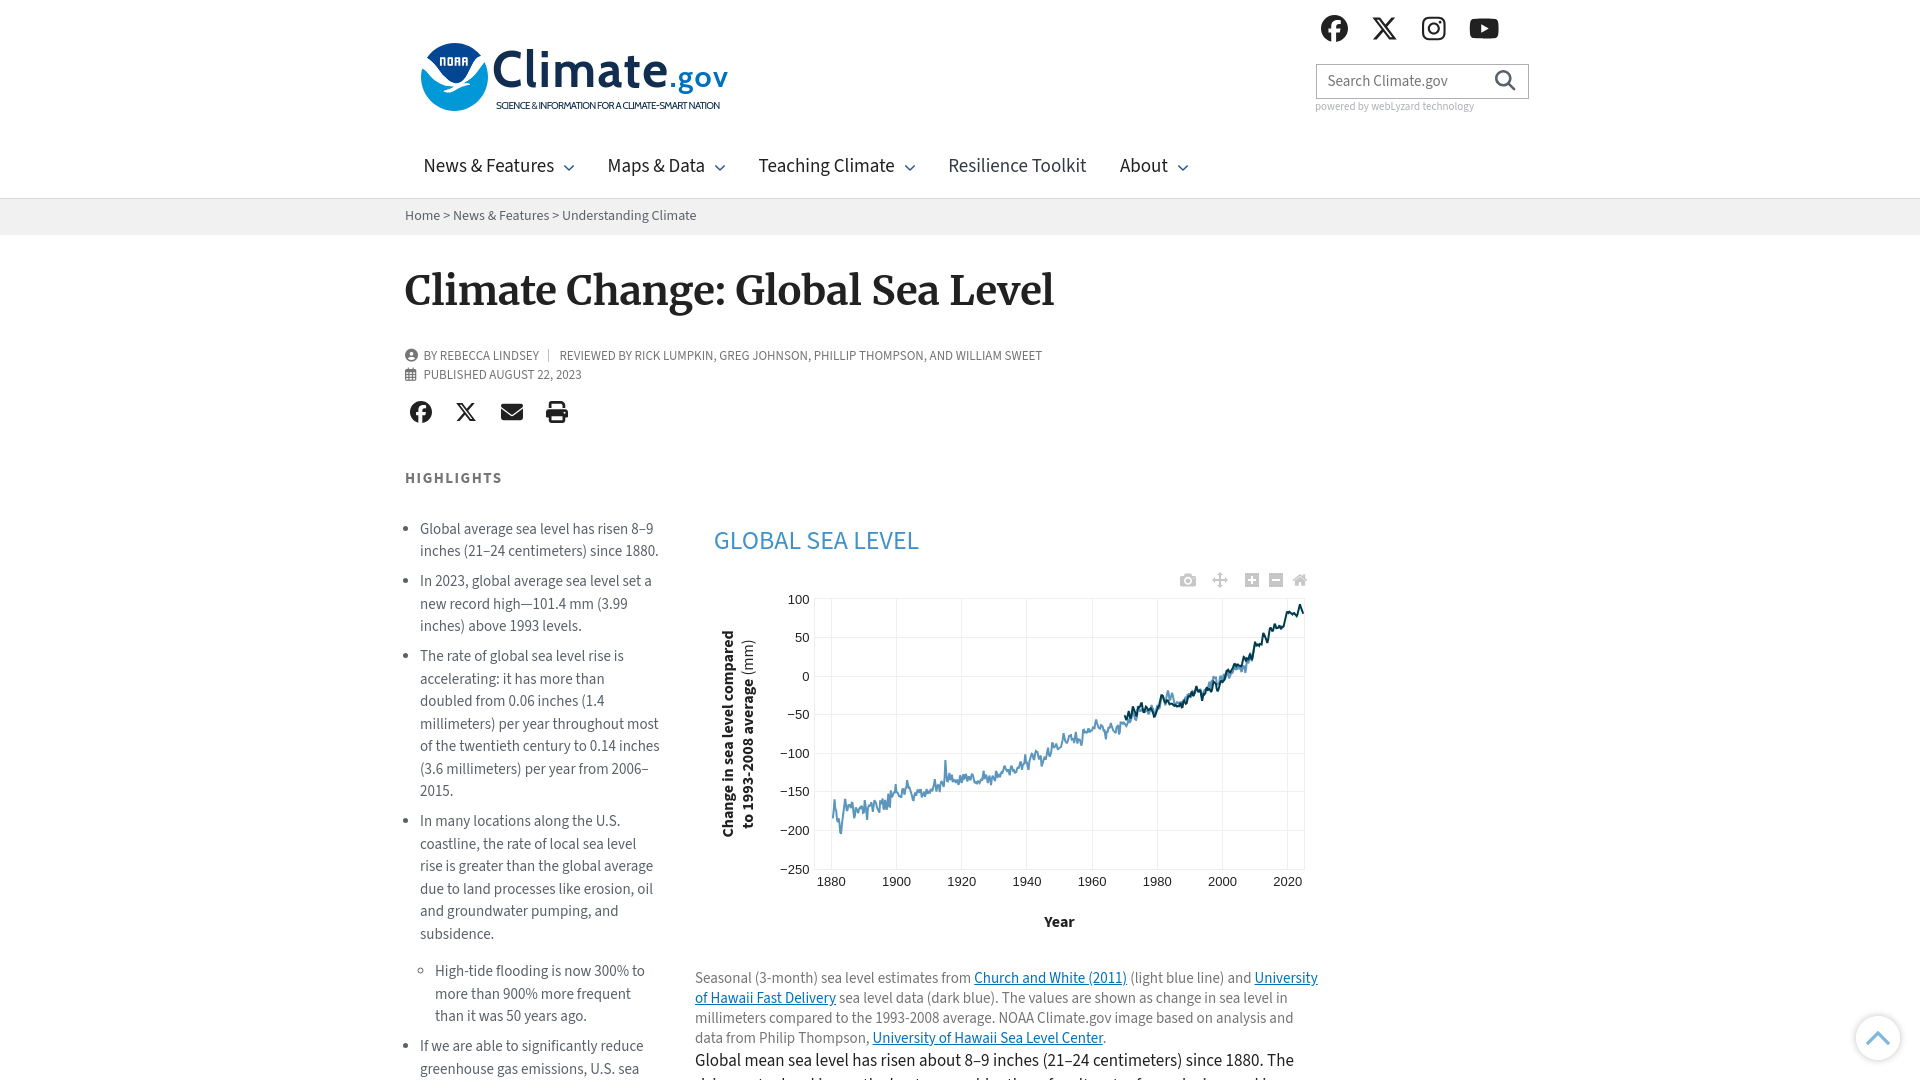 NOAA
Climate.gov
SCIENCE & INFORMATION FOR A CLIMATE-SMART NATION
Search Climate.gov
powered by webLyzard technology
News & Features
Maps & Data
Teaching Climate
Resilience Toolkit
About
Home > News & Features > Understanding Climate
Climate Change: Global Sea Level
BY REBECCA LINDSEY | REVIEWED BY RICK LUMPKIN, GREG JOHNSON, PHILLIP THOMPSON, AND WILLIAM SWEET
PUBLISHED AUGUST 22, 2023
HIGHLIGHTS
Global average sea level has risen 8–9
inches (21–24 centimeters) since 1880.
In 2023, global average sea level set a
new record high—101.4 mm (3.99
inches) above 1993 levels.
The rate of global sea level rise is
accelerating: it has more than
doubled from 0.06 inches (1.4
millimeters) per year throughout most
of the twentieth century to 0.14 inches
(3.6 millimeters) per year from 2006–
2015.
In many locations along the U.S.
coastline, the rate of local sea level
rise is greater than the global average
due to land processes like erosion, oil
and groundwater pumping, and
subsidence.
High-tide flooding is now 300% to
more than 900% more frequent
than it was 50 years ago.
If we are able to significantly reduce
greenhouse gas emissions, U.S. sea
GLOBAL SEA LEVEL
Change in sea level compared
to 1993-2008 average (mm)
100
50
0
−50
−100
−150
−200
−250
1880
1900
1920
1940
1960
1980
2000
2020
Year
Seasonal (3-month) sea level estimates from Church and White (2011) (light blue line) and University
of Hawaii Fast Delivery sea level data (dark blue). The values are shown as change in sea level in
millimeters compared to the 1993-2008 average. NOAA Climate.gov image based on analysis and
data from Philip Thompson, University of Hawaii Sea Level Center.
Global mean sea level has risen about 8–9 inches (21–24 centimeters) since 1880. The